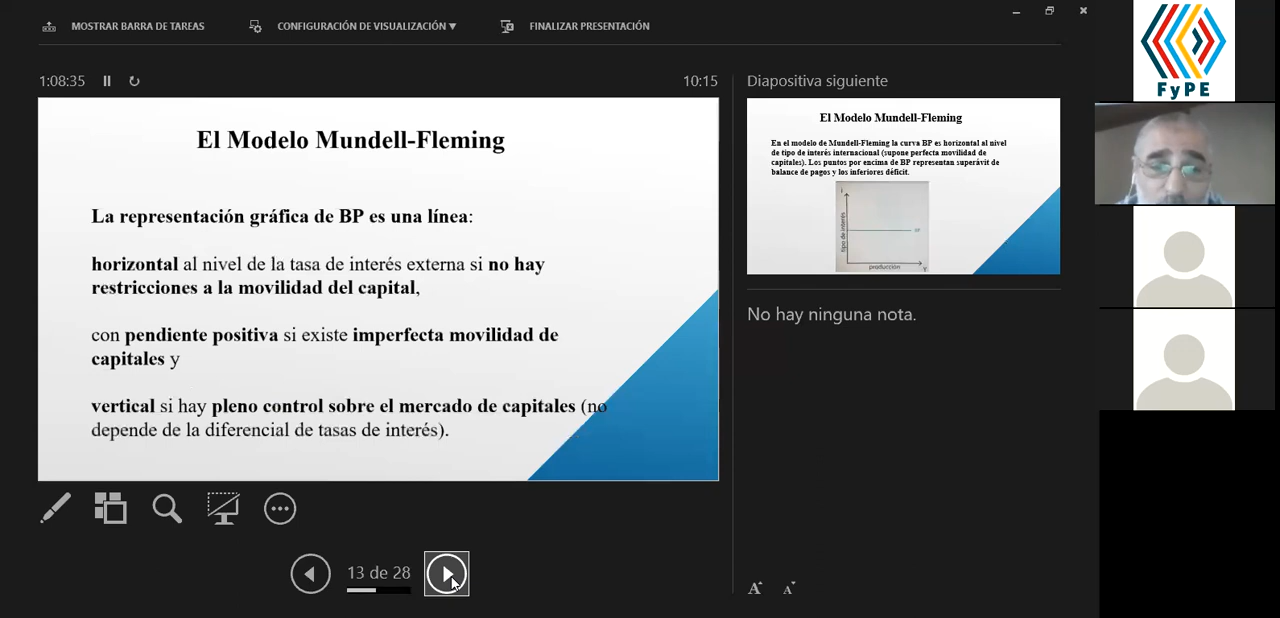 MOSTRAR BARRA DE TAREAS
CONFIGURACIÓN DE VISUALIZACIÓN
FINALIZAR PRESENTACIÓN
1:08:35
10:15
El Modelo Mundell-Fleming
La representación gráfica de BP es una línea:
horizontal al nivel de la tasa de interés externa si no hay
restricciones a la movilidad del capital,
con pendiente positiva si existe imperfecta movilidad de
capitales y
vertical si hay pleno control sobre el mercado de capitales (no
depende de la diferencial de tasas de interés).
13 de 28
Diapositiva siguiente
El Modelo Mundell-Fleming
En el modelo de Mundell-Fleming la curva BP es horizontal al nivel
de tipo de interés internacional (supone perfecta movilidad de
capitales). Los puntos por encima de BP representan superávit de
balance de pagos y los inferiores déficit.
i
tipo de interés
BP
producción
Y
No hay ninguna nota.
A A
FyPE